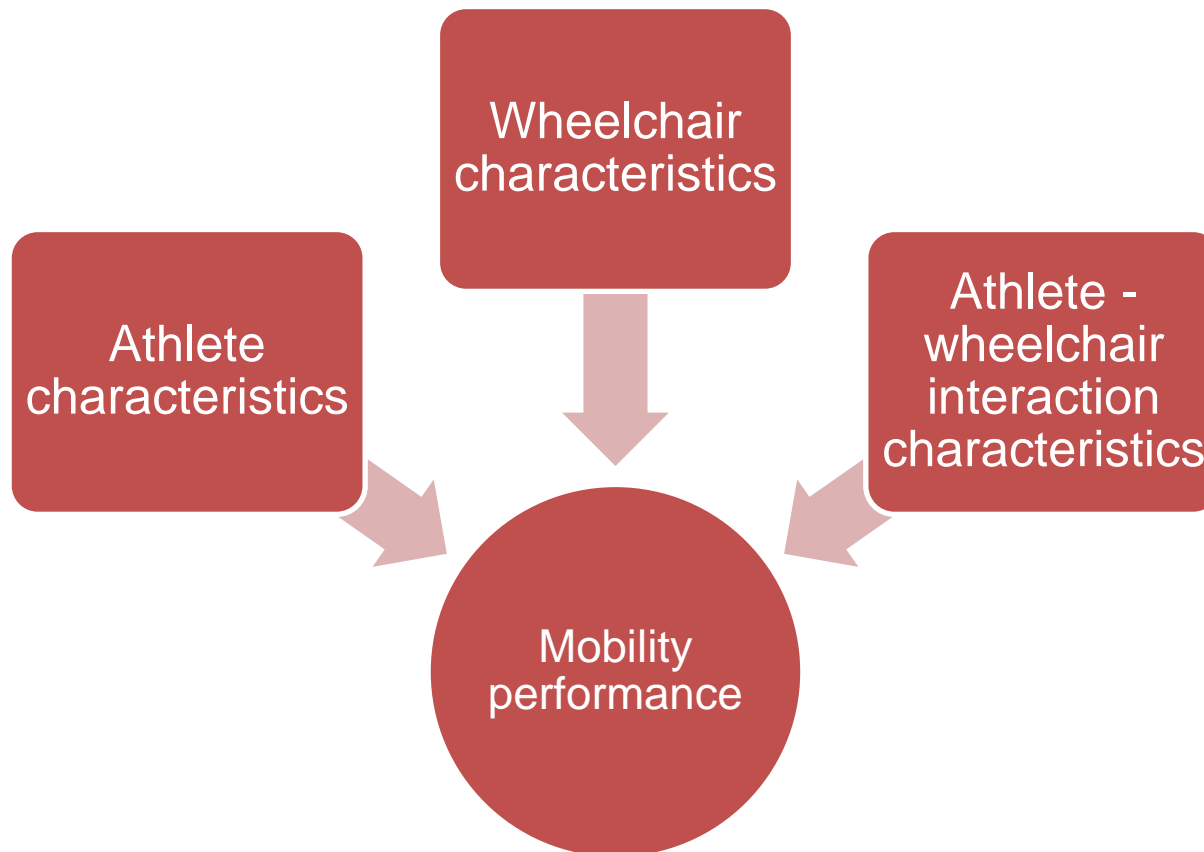 Wheelchair
characteristics
Athlete
characteristics
Athlete -
wheelchair
interaction
characteristics
Mobility
performance